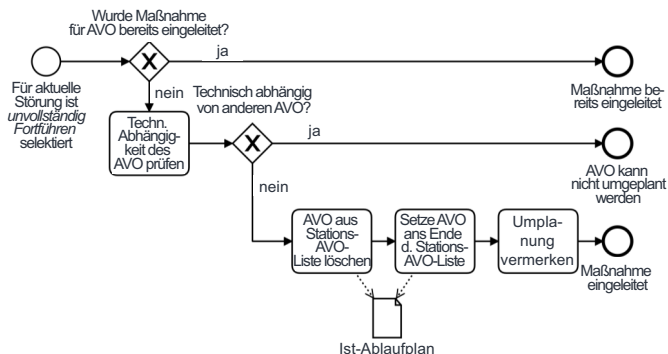 Wurde Maßnahme
für AVO bereits eingeleitet?
ja
nein
Für aktuelle
Störung ist
unvollständig
Fortführen
selektiert
Maßnahme be-
reits eingeleitet
Techn.
Abhängig-
keit des
AVO prüfen
Technisch abhängig
von anderen AVO?
ja
nein
AVO kann
nicht umgeplant
werden
AVO aus
Stations-
AVO-
Liste löschen
Setze AVO
ans Ende
d. Stations-
AVO-Liste
Umpla-
nung
vermerken
Maßnahme
eingeleitet
Ist-Ablaufplan